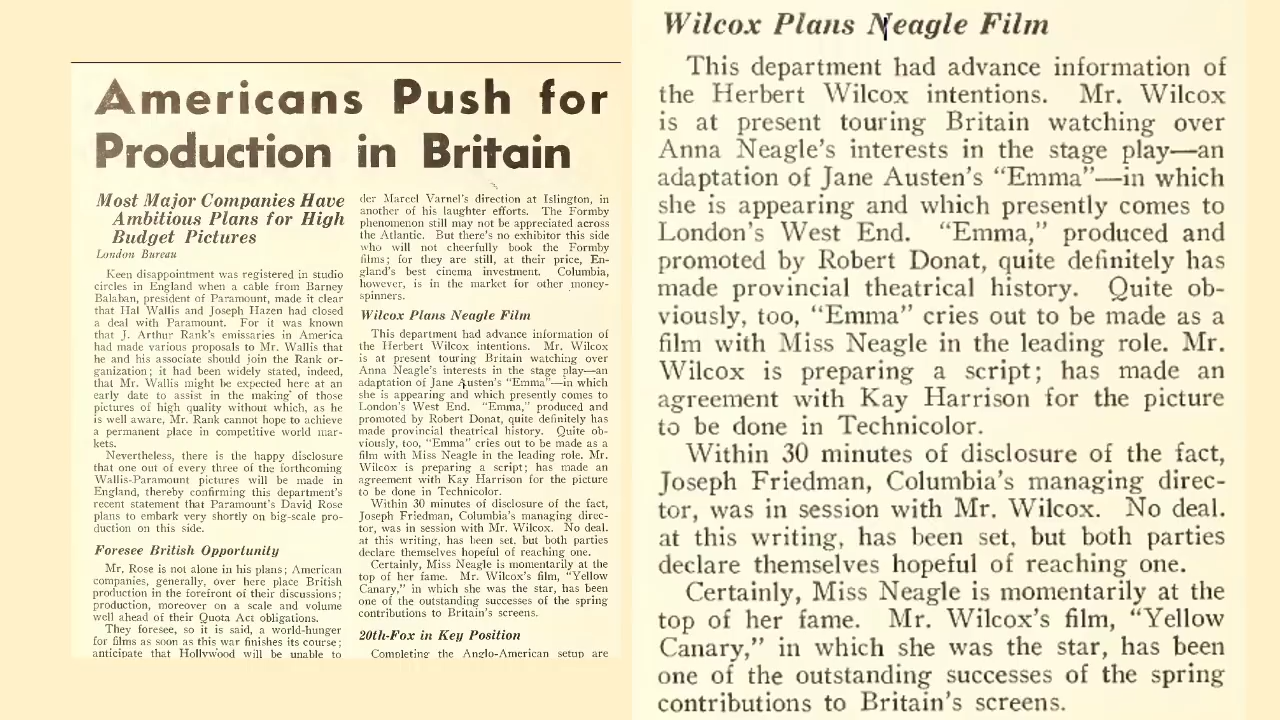 Americans Push for
Production in Britain
Most Major Companies Have
Ambitious Plans for High
Budget Pictures
London Bureau
Keen disappointment was registered in studio
circles in England when a cable from Barney
Balaban, president of Paramount, made it clear
that Hal Wallis and Joseph Hazen had closed
a deal with Paramount. For it was known
that J. Arthur Rank's emissaries in America
had made various proposals to Mr. Wallis that
he and his associate should join the Rank or-
ganization; it had been widely stated, indeed,
that Mr. Wallis might be expected here at an
early date to assist in the making of those
pictures of high quality without which, as he
is well aware, Mr. Rank cannot hope to achieve
a permanent place in competitive world mar-
kets.
Nevertheless, there is the happy disclosure
that one out of every three of the forthcoming
Wallis-Paramount pictures will be made in
England, thereby confirming this department's
recent statement that Paramount's David Rose
plans to embark very shortly on big-scale pro-
duction on this side.
Foresee British Opportunity
Mr. Rose is not alone in his plans; American
companies, generally, over here place British
production in the forefront of their discussions;
production, moreover on a scale and volume
well ahead of their Quota Act obligations.
They foresee, so it is said, a world-hunger
for films as soon as this war finishes its course;
anticipate that Hollywood will be unable to
der Marcel Varnel's direction at Islington, in
another of his laughter efforts. The Formby
phenomenon still may not be appreciated across
the Atlantic. But there's no exhibitor this side
who will not cheerfully book the Formby
films; for they are still, at their price, En-
gland's best cinema investment. Columbia,
however, is in the market for other money-
spinners.
Wilcox Plans Neagle Film
This department had advance information of
the Herbert Wilcox intentions. Mr. Wilcox
is at present touring Britain watching over
Anna Neagle's interests in the stage play—an
adaptation of Jane Austen's "Emma"—in which
she is appearing and which presently comes to
London's West End. "Emma," produced and
promoted by Robert Donat, quite definitely has
made provincial theatrical history. Quite ob-
viously, too, "Emma" cries out to be made as a
film with Miss Neagle in the leading role. Mr.
Wilcox is preparing a script; has made an
agreement with Kay Harrison for the picture
to be done in Technicolor.
Within 30 minutes of disclosure of the fact,
Joseph Friedman, Columbia's managing direc-
tor, was in session with Mr. Wilcox. No deal.
at this writing, has been set, but both parties
declare themselves hopeful of reaching one.
Certainly, Miss Neagle is momentarily at the
top of her fame. Mr. Wilcox's film, "Yellow
Canary," in which she was the star, has been
one of the outstanding successes of the spring
contributions to Britain's screens.
20th-Fox in Key Position
Completing the Anglo-American setup are
Wilcox Plans Neagle Film
This department had advance information of
the Herbert Wilcox intentions. Mr. Wilcox
is at present touring Britain watching over
Anna Neagle's interests in the stage play—an
adaptation of Jane Austen's "Emma"—in which
she is appearing and which presently comes to
London's West End. "Emma," produced and
promoted by Robert Donat, quite definitely has
made provincial theatrical history. Quite ob-
viously, too, "Emma" cries out to be made as a
film with Miss Neagle in the leading role. Mr.
Wilcox is preparing a script; has made an
agreement with Kay Harrison for the picture
to be done in Technicolor.
Within 30 minutes of disclosure of the fact,
Joseph Friedman, Columbia's managing direc-
tor, was in session with Mr. Wilcox. No deal.
at this writing, has been set, but both parties
declare themselves hopeful of reaching one.
Certainly, Miss Neagle is momentarily at the
top of her fame. Mr. Wilcox's film, "Yellow
Canary," in which she was the star, has been
one of the outstanding successes of the spring
contributions to Britain's screens.